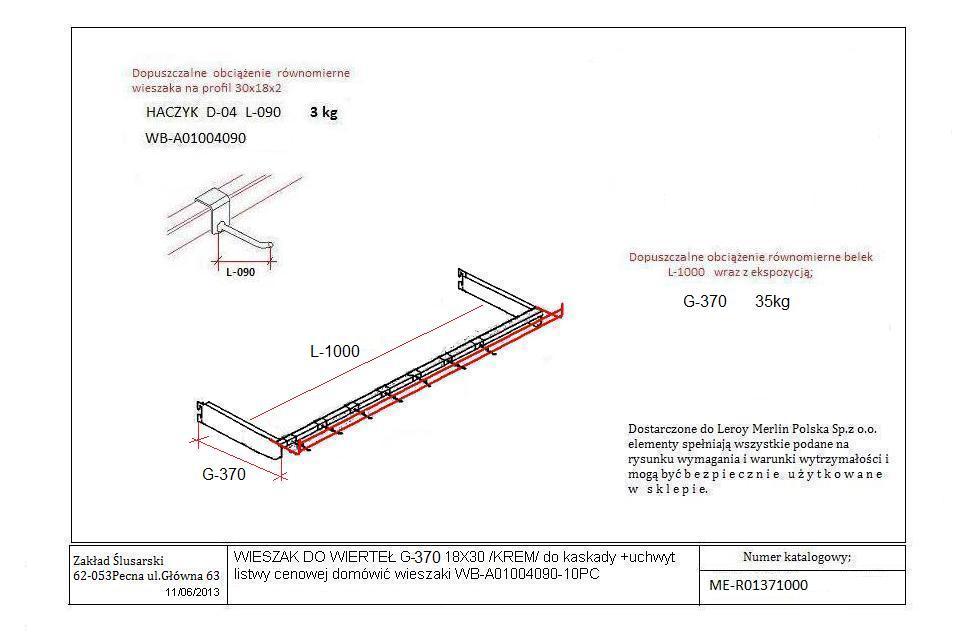 Dopuszczalne obciążenie równomierne
wieszaka na profil 30x18x2
HACZYK D-04 L-090 3 kg
WB-A01004090
L-090
Dopuszczalne obciążenie równomierne belek
L-1000 wraz z ekspozycją;
G-370 35kg
L-1000
G-370
Dostarczone do Leroy Merlin Polska Sp.z o.o.
elementy spełniają wszystkie podane na
rysunku wymagania i warunki wytrzymałości i
mogą być b e z p i e c z n i e u ż y t k o w a n e
w s k l e p i e.
Zakład Ślusarski
62-053Pecna ul.Główna 63
11/06/2013
WIESZAK DO WIERTEŁ G-370 18X30 /KREM/ do kaskady +uchwyt
listwy cenowej domówić wieszaki WB-A01004090-10PC
Numer katalogowy;
ME-R01371000